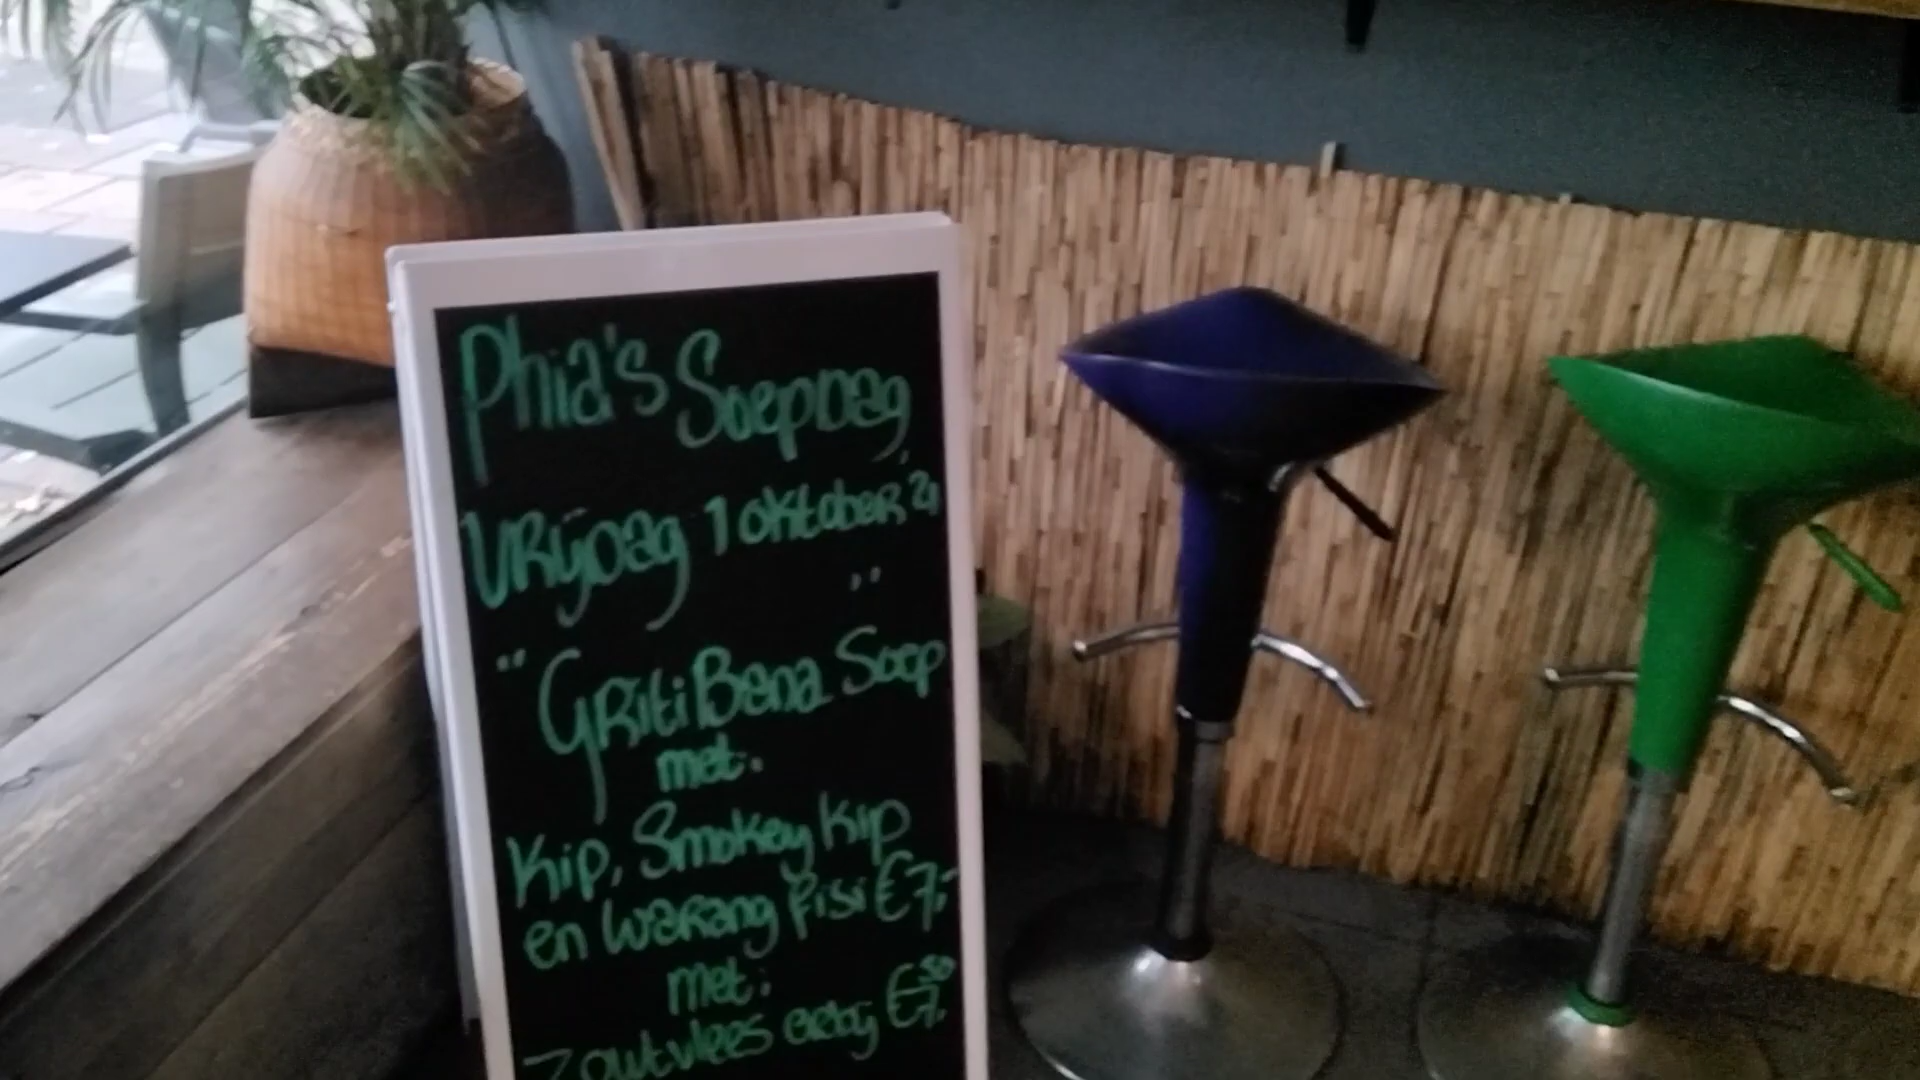 Phia's Soepdag,
Vrijdag 1 oktober 21
"GRitiBana Soep"
met:
Kip, Smokey Kip
en Warang fisi €7,-
met:
Zoutvlees erbij €7,50